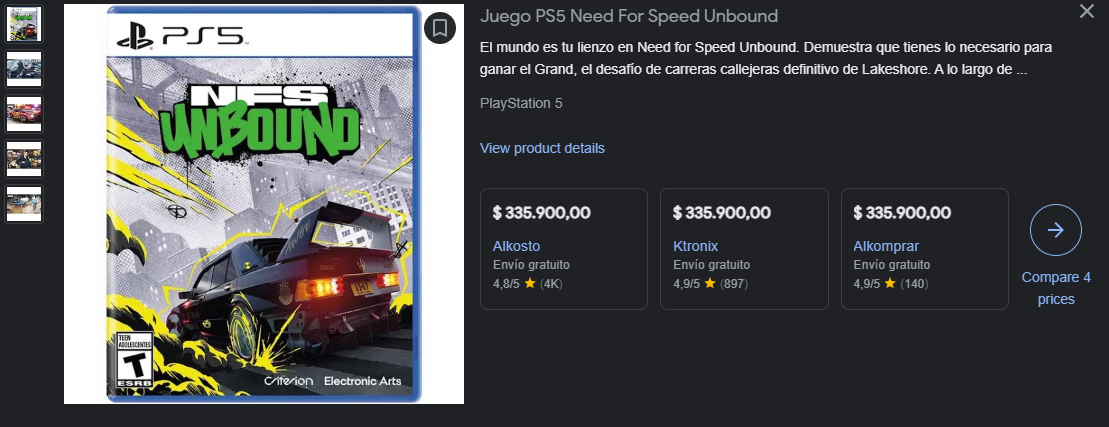 PS5
NFS
UNBOUND
TEEN
ADOLESCENTES
T
ESRB
Criterion
Electronic Arts
Juego PS5 Need For Speed Unbound
El mundo es tu lienzo en Need for Speed Unbound. Demuestra que tienes lo necesario para
ganar el Grand, el desafío de carreras callejeras definitivo de Lakeshore. A lo largo de ...
PlayStation 5
View product details
$ 335.900,00
Alkosto
Envío gratuito
4,8/5 ★ (4K)
$ 335.900,00
Ktronix
Envío gratuito
4,9/5 ★ (897)
$ 335.900,00
Alkomprar
Envío gratuito
4,9/5 ★ (140)
Compare 4
prices